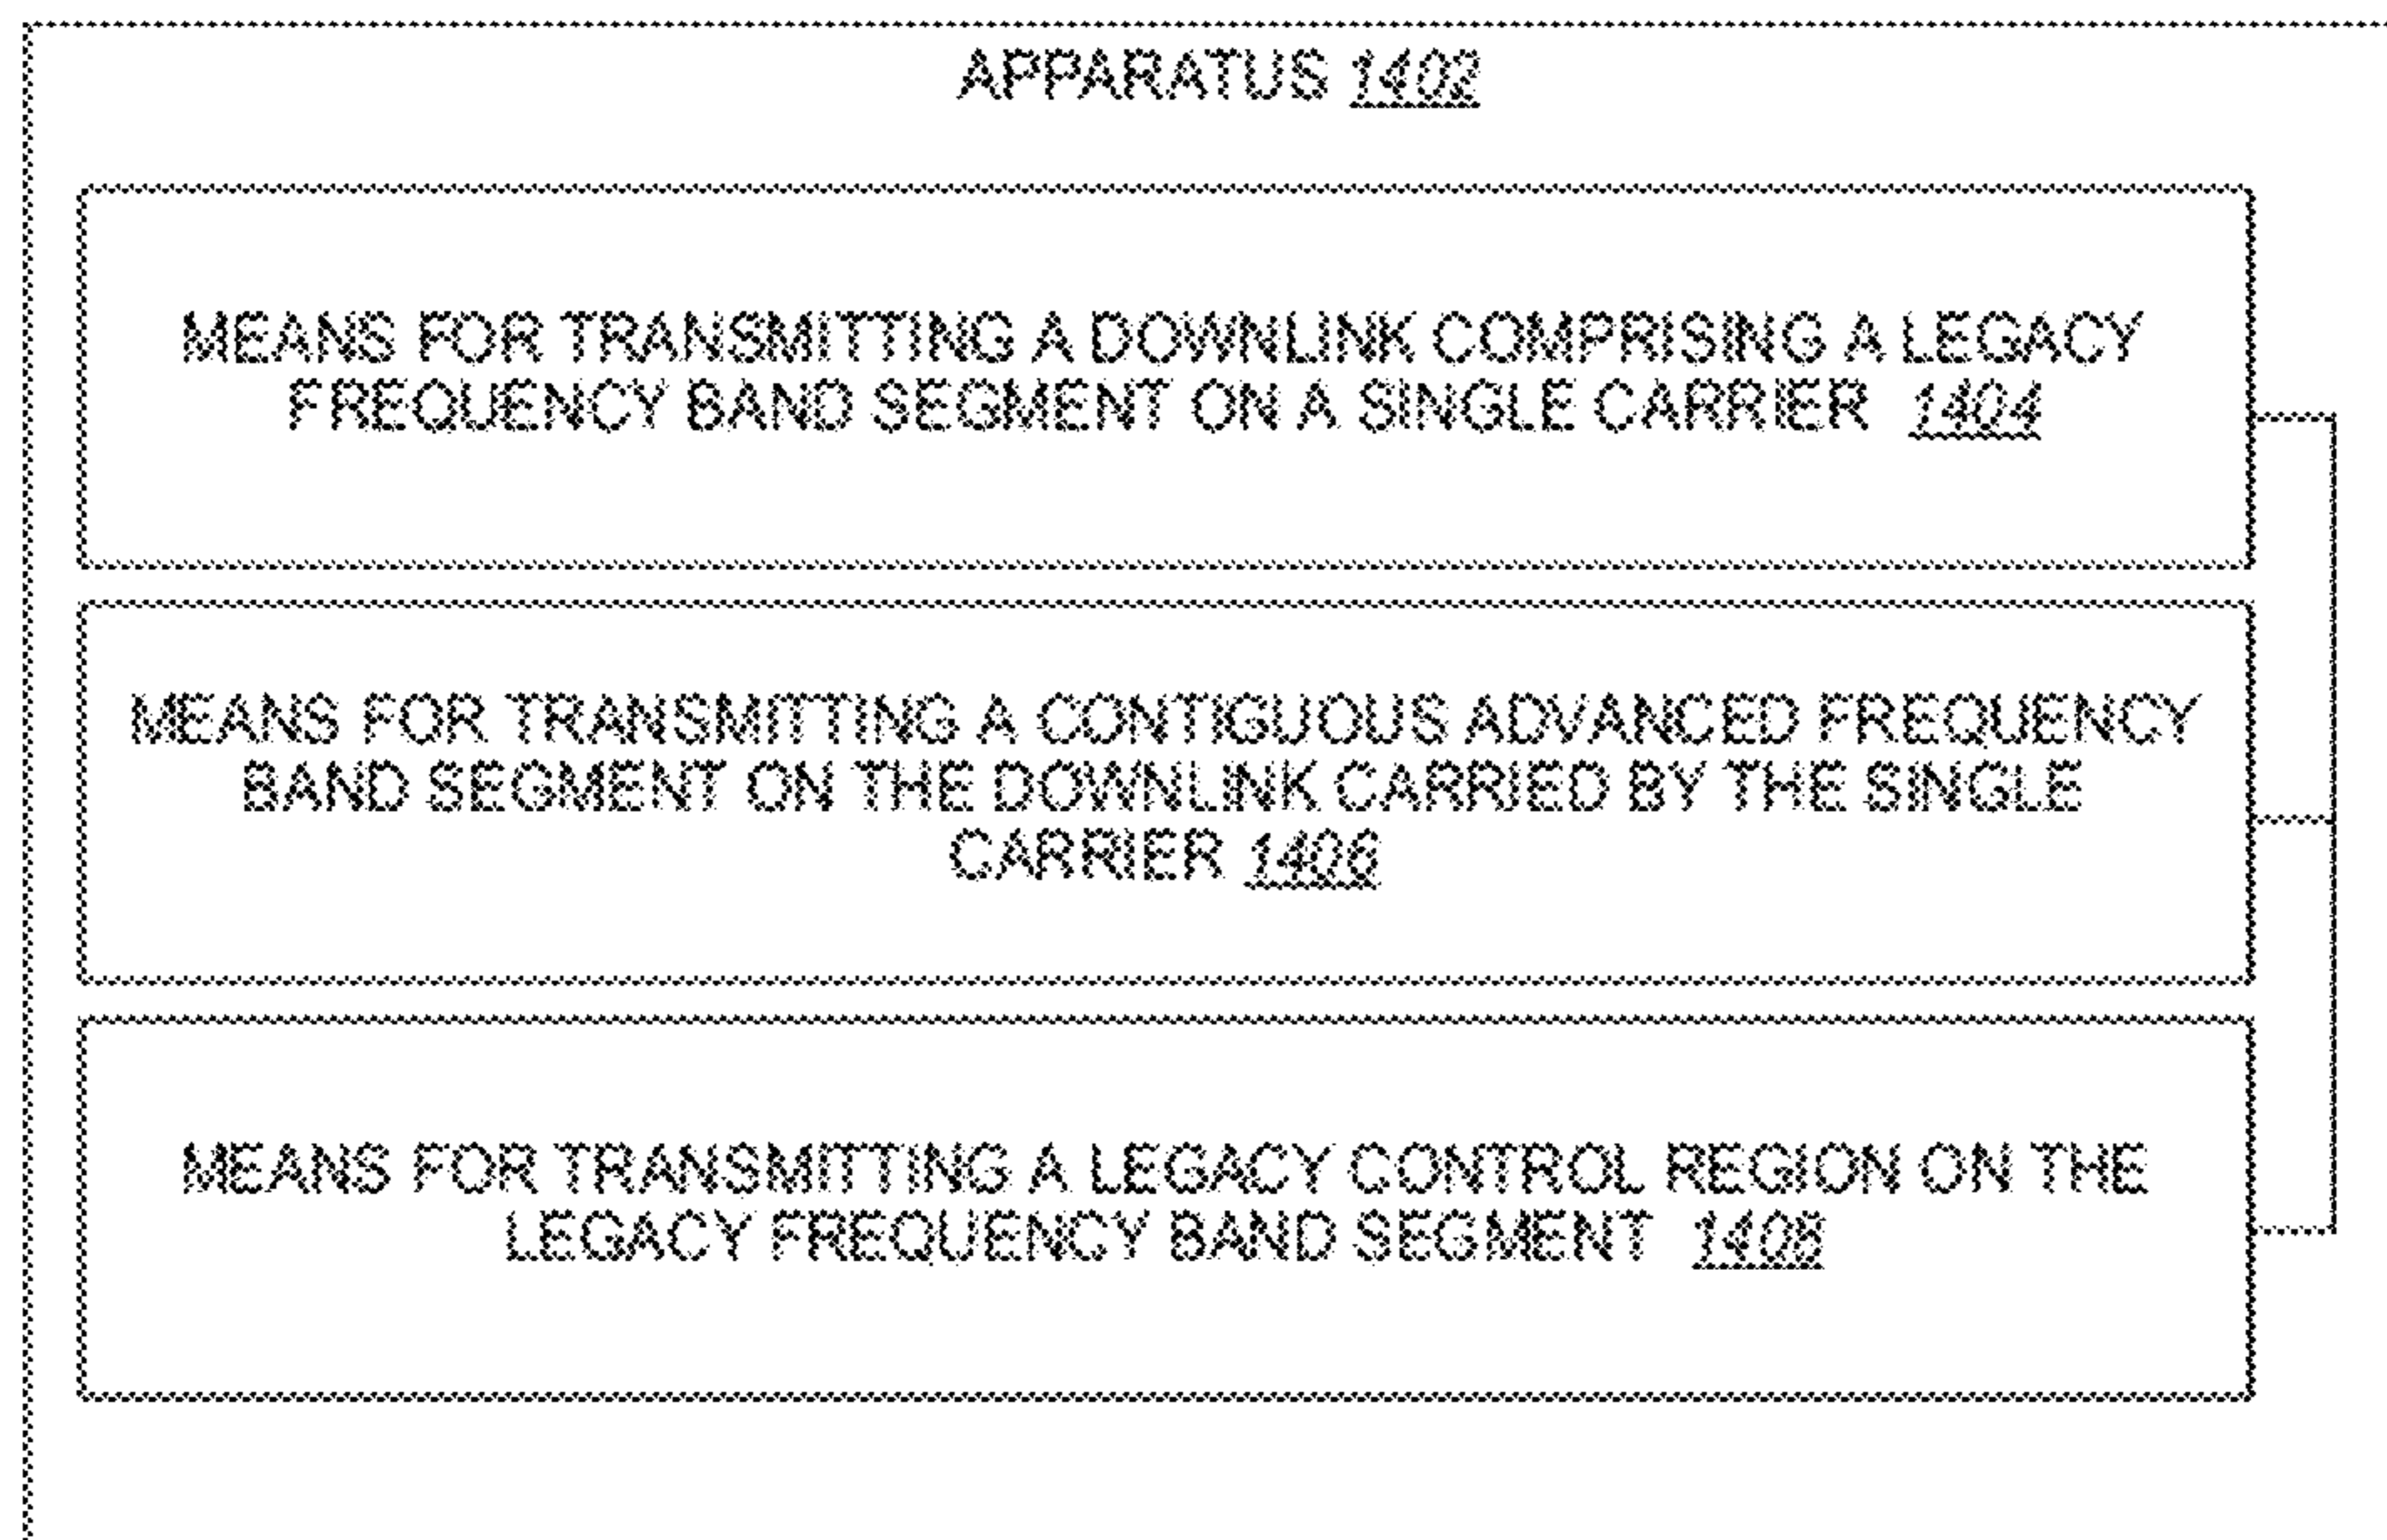 APPARATUS 1402
MEANS FOR TRANSMITTING A DOWNLINK COMPRISING A LEGACY
FREQUENCY BAND SEGMENT ON A SINGLE CARRIER 1404
MEANS FOR TRANSMITTING A CONTIGUOUS ADVANCED FREQUENCY
BAND SEGMENT ON THE DOWNLINK CARRIED BY THE SINGLE
CARRIER 1406
MEANS FOR TRANSMITTING A LEGACY CONTROL REGION ON THE
LEGACY FREQUENCY BAND SEGMENT 1408